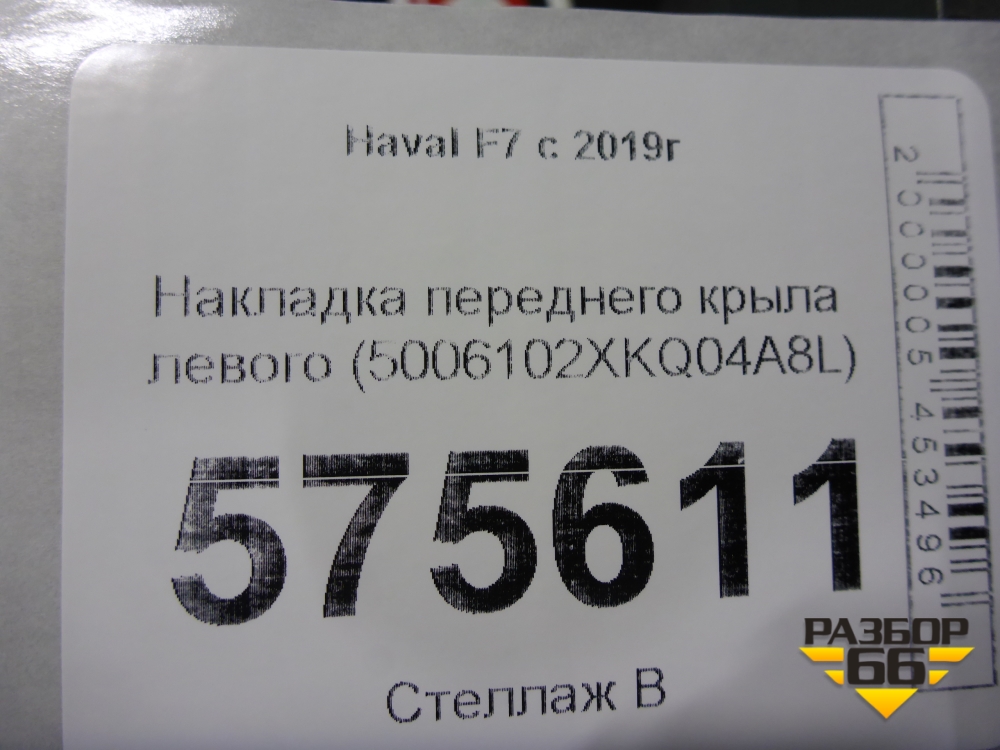 Haval F7 с 2019г
Накладка переднего крыла
левого (5006102XKQ04A8L)
575611
Стеллаж В
2000005453496
РАЗБОР
66